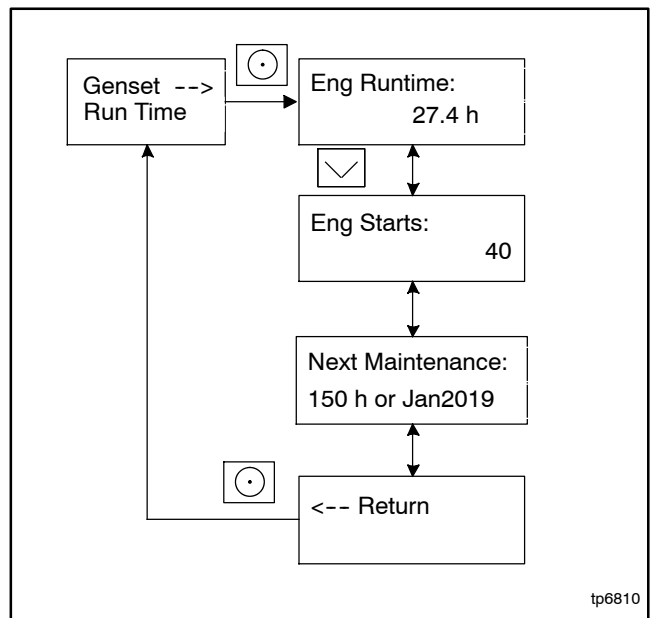 Genset -->
Run Time
Eng Runtime:
27.4 h
Eng Starts:
40
Next Maintenance:
150 h or Jan2019
<-- Return
tp6810